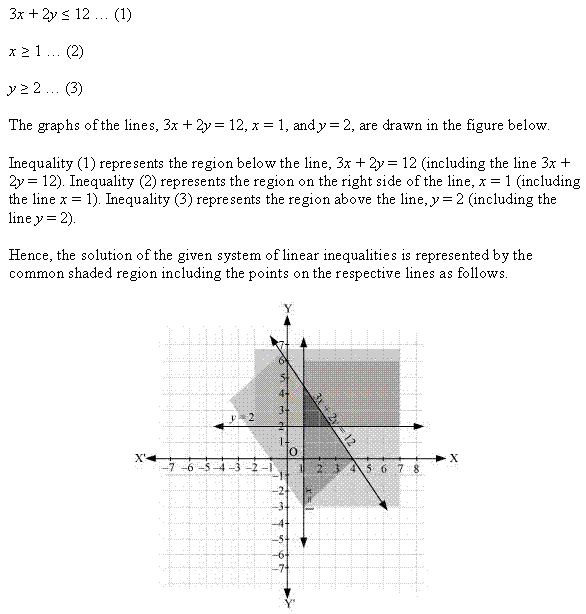 3x + 2y ≤ 12 … (1)
x ≥ 1 … (2)
y ≥ 2 … (3)
The graphs of the lines, 3x + 2y = 12, x = 1, and y = 2, are drawn in the figure below.
Inequality (1) represents the region below the line, 3x + 2y = 12 (including the line 3x +
2y = 12). Inequality (2) represents the region on the right side of the line, x = 1 (including
the line x = 1). Inequality (3) represents the region above the line, y = 2 (including the
line y = 2).
Hence, the solution of the given system of linear inequalities is represented by the
common shaded region including the points on the respective lines as follows.
Y
7
6
5
4
3x + 2y = 12
3
y = 2
2
1
O
X'
-7 -6 -5 -4 -3 -2 -1 1 2 3 4 5 6 7 8
X
-1
-2
x = 1
-3
-4
-5
-6
-7
Y'